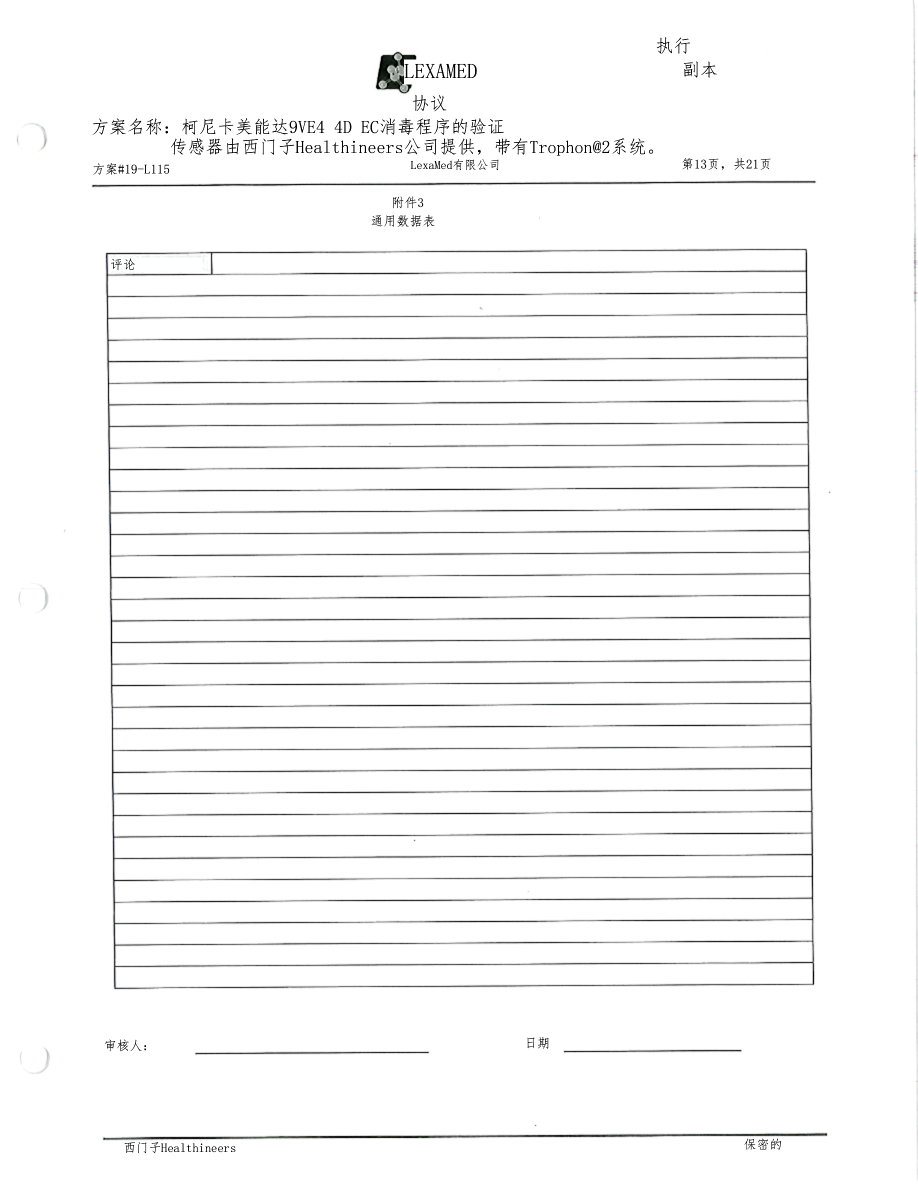 执行
副本
LEXAMED
协议
方案名称：柯尼卡美能达9VE4 4D EC消毒程序的验证
传感器由西门子Healthineers公司提供，带有Trophon@2系统。
方案#19-L115
LexaMed有限公司
第13页，共21页
附件3
通用数据表
评论
审核人：
日期
西门子Healthineers
保密的